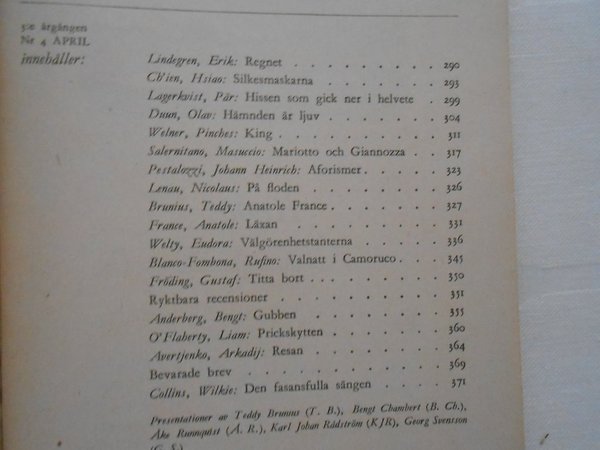 5:e årgången
Nr 4 APRIL
innehåller:
Lindegren, Erik: Regnet . . . . . . . . . 290
Ch'ien, Hsiao: Silkesmaskarna . . . . . . . 293
Lagerkvist, Pär: Hissen som gick ner i helvete . 299
Duun, Olav: Hämnden är ljuv . . . . . . . 304
Welner, Pinches: King . . . . . . . . . . 311
Salernitano, Masuccio: Mariotto och Giannozza . . 317
Pestalozzi, Johann Heinrich: Aforismer . . . . . 323
Lenau, Nicolaus: På floden . . . . . . . . 326
Brunius, Teddy: Anatole France . . . . . . . 327
France, Anatole: Läxan . . . . . . . . . 331
Welty, Eudora: Välgörenhetstanterna . . . . . 336
Blanco-Fombona, Rufino: Valnatt i Camoruco . . . 345
Fröding, Gustaf: Titta bort . . . . . . . . 350
Ryktbara recensioner . . . . . . . . . . 351
Anderberg, Bengt: Gubben . . . . . . . . 355
O'Flaherty, Liam: Prickskytten . . . . . . . 360
Avertjenko, Arkadij: Resan . . . . . . . . 364
Bevarade brev . . . . . . . . . . . 369
Collins, Wilkie: Den fasansfulla sängen . . . . 371
Presentationer av Teddy Brunius (T. B.), Bengt Chambert (B. Ch.),
Åke Runnquist (Å. R.), Karl Johan Rådström (KJR), Georg Svensson
(G. S.)